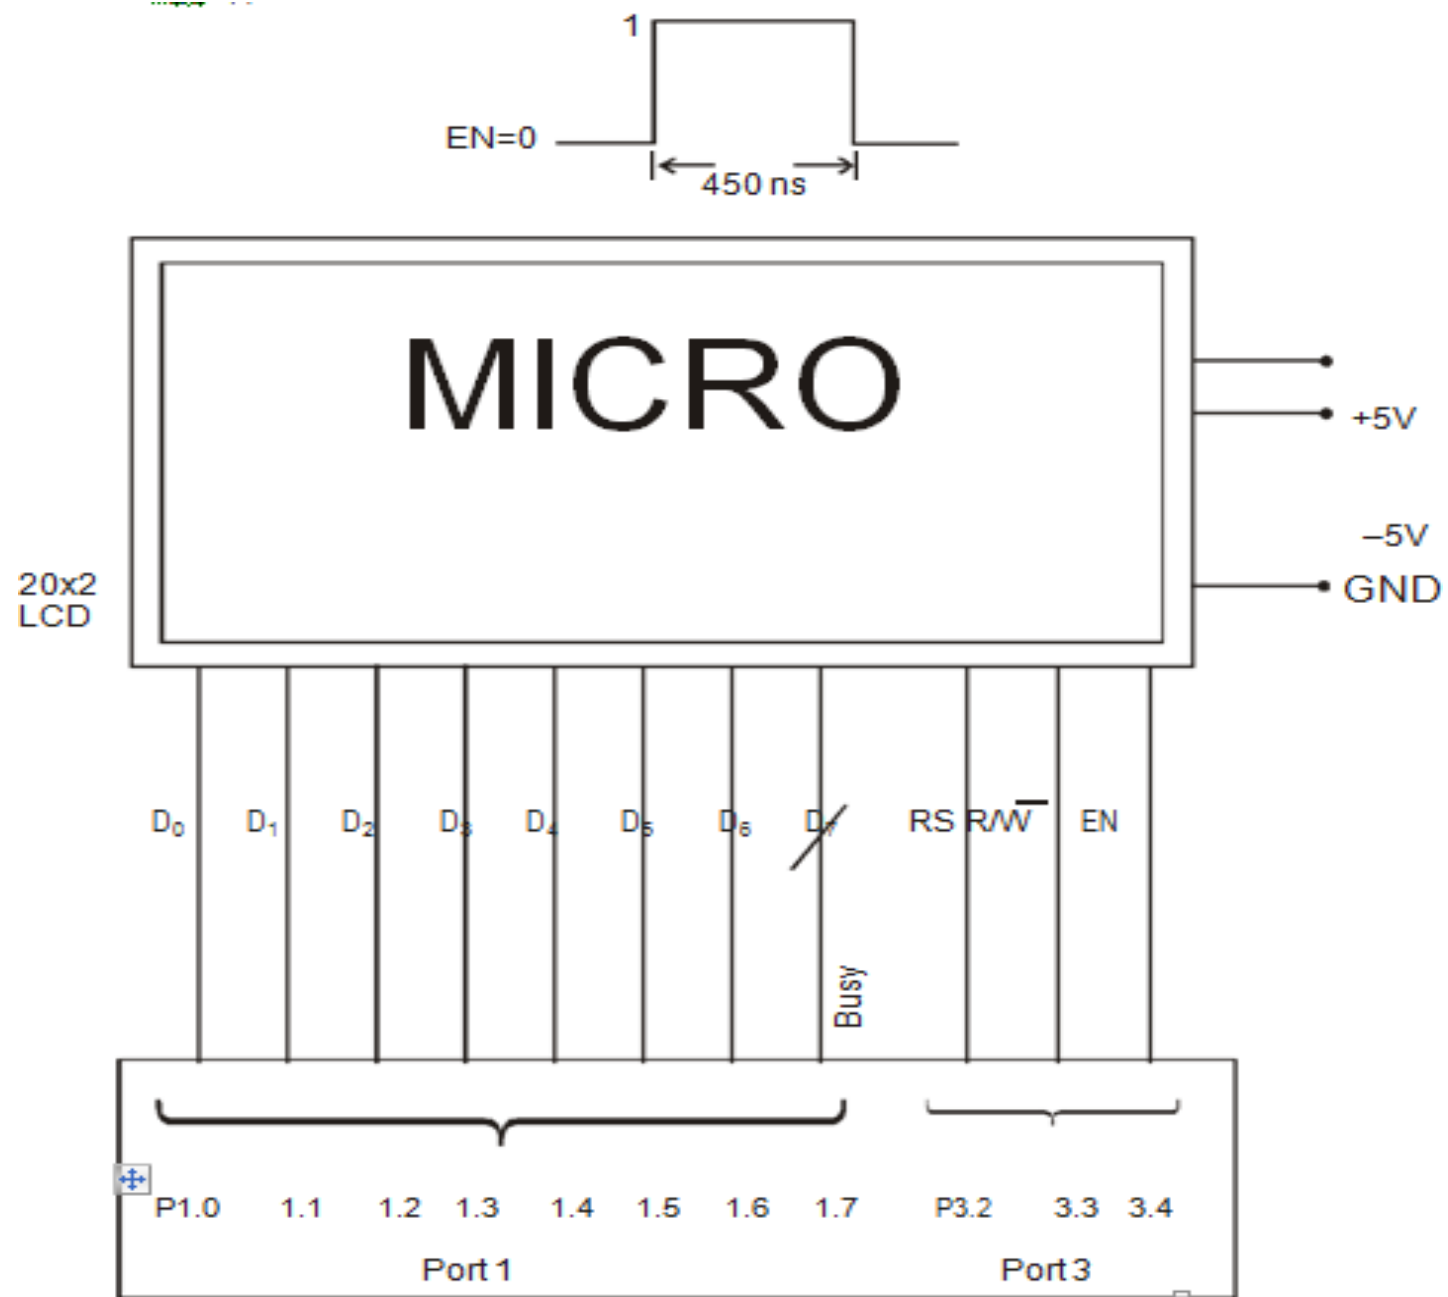 1
EN=0
450 ns
MICRO
+5V
–5V
20x2
LCD
GND
D₀ D₁ D₂ D₃ D₄ D₅ D₆ D₇ RS R/W̅ EN
Busy
P1.0 1.1 1.2 1.3 1.4 1.5 1.6 1.7 P3.2 3.3 3.4
Port 1 Port 3